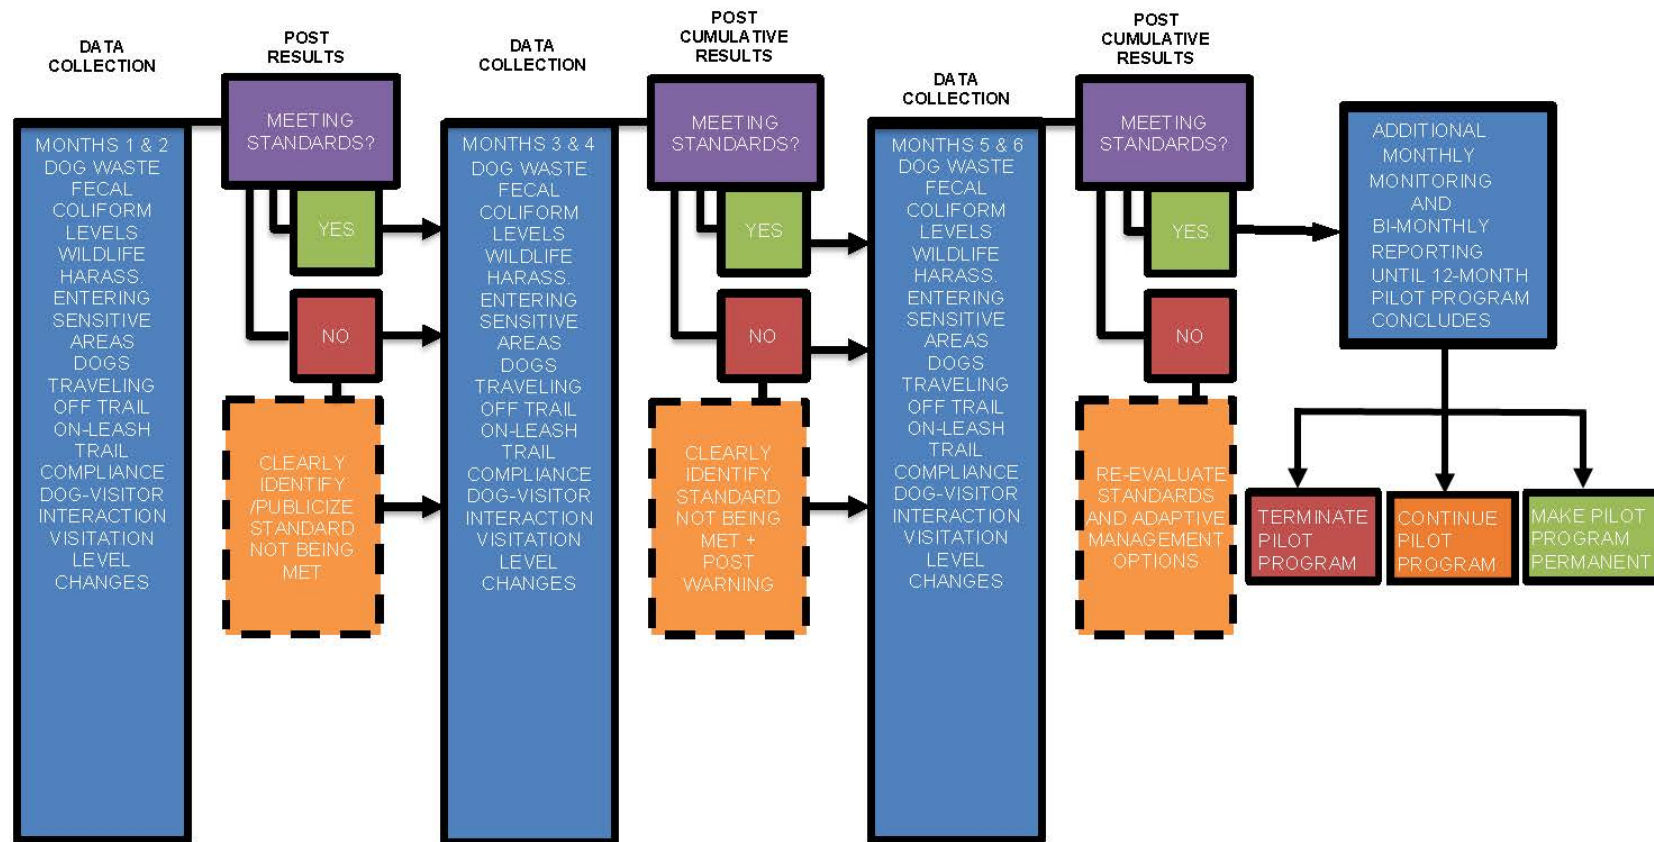 DATA
COLLECTION
MONTHS 1 & 2
DOG WASTE
FECAL
COLIFORM
LEVELS
WILDLIFE
HARASS.
ENTERING
SENSITIVE
AREAS
DOGS
TRAVELING
OFF TRAIL
ON-LEASH
TRAIL
COMPLIANCE
DOG-VISITOR
INTERACTION
VISITATION
LEVEL
CHANGES
POST
RESULTS
MEETING
STANDARDS?
YES
NO
CLEARLY
IDENTIFY
/PUBLICIZE
STANDARD
NOT BEING
MET
DATA
COLLECTION
MONTHS 3 & 4
DOG WASTE
FECAL
COLIFORM
LEVELS
WILDLIFE
HARASS.
ENTERING
SENSITIVE
AREAS
DOGS
TRAVELING
OFF TRAIL
ON-LEASH
TRAIL
COMPLIANCE
DOG-VISITOR
INTERACTION
VISITATION
LEVEL
CHANGES
POST
CUMULATIVE
RESULTS
MEETING
STANDARDS?
YES
NO
CLEARLY
IDENTIFY
STANDARD
NOT BEING
MET +
POST
WARNING
DATA
COLLECTION
MONTHS 5 & 6
DOG WASTE
FECAL
COLIFORM
LEVELS
WILDLIFE
HARASS.
ENTERING
SENSITIVE
AREAS
DOGS
TRAVELING
OFF TRAIL
ON-LEASH
TRAIL
COMPLIANCE
DOG-VISITOR
INTERACTION
VISITATION
LEVEL
CHANGES
POST
CUMULATIVE
RESULTS
MEETING
STANDARDS?
YES
NO
RE-EVALUATE
STANDARDS
AND ADAPTIVE
MANAGEMENT
OPTIONS
ADDITIONAL
MONTHLY
MONITORING
AND
BI-MONTHLY
REPORTING
UNTIL 12-MONTH
PILOT PROGRAM
CONCLUDES
TERMINATE
PILOT
PROGRAM
CONTINUE
PILOT
PROGRAM
MAKE PILOT
PROGRAM
PERMANENT